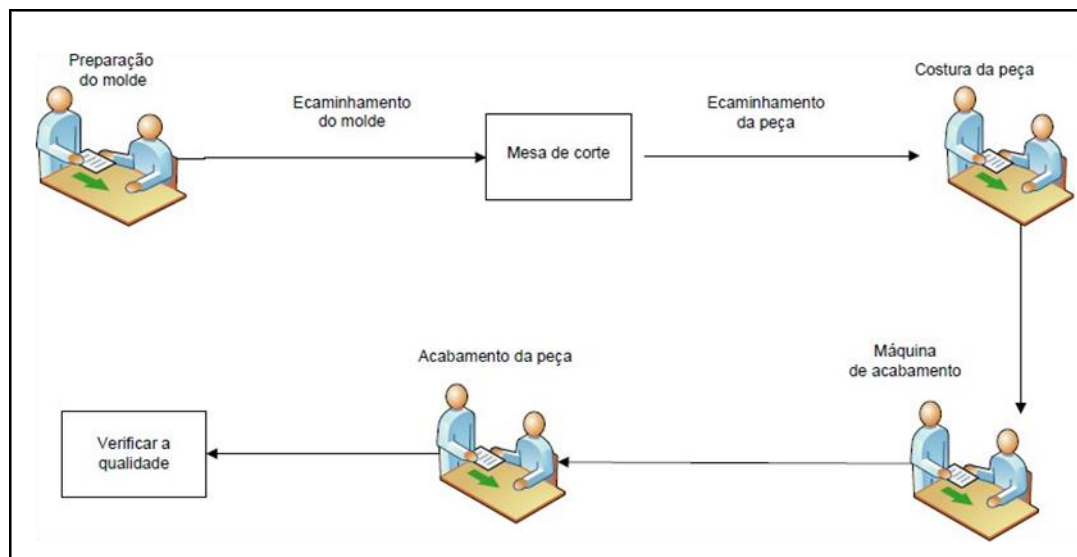 Preparação
do molde
Ecaminhamento
do molde
Mesa de corte
Ecaminhamento
da peça
Costura da peça
Máquina
de acabamento
Acabamento da peça
Verificar a
qualidade